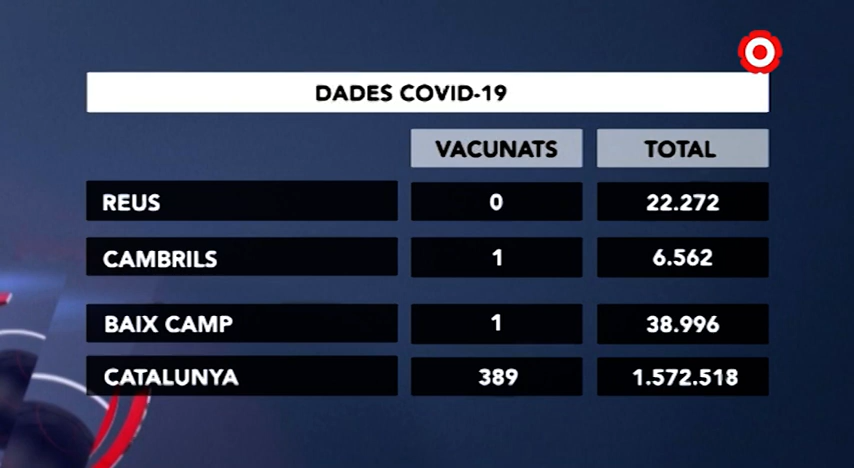 DADES COVID-19
VACUNATS TOTAL
REUS 0 22.272
CAMBRILS 1 6.562
BAIX CAMP 1 38.996
CATALUNYA 389 1.572.518